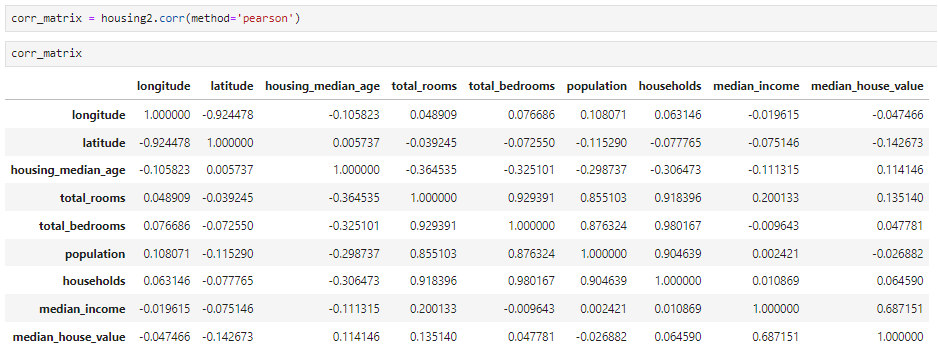 corr_matrix = housing2.corr(method='pearson')
corr_matrix
longitude latitude housing_median_age total_rooms total_bedrooms population households median_income median_house_value
longitude 1.000000 -0.924478 -0.105823 0.048909 0.076686 0.108071 0.063146 -0.019615 -0.047466
latitude -0.924478 1.000000 0.005737 -0.039245 -0.072550 -0.115290 -0.077765 -0.075146 -0.142673
housing_median_age -0.105823 0.005737 1.000000 -0.364535 -0.325101 -0.298737 -0.306473 -0.111315 0.114146
total_rooms 0.048909 -0.039245 -0.364535 1.000000 0.929391 0.855103 0.918396 0.200133 0.135140
total_bedrooms 0.076686 -0.072550 -0.325101 0.929391 1.000000 0.876324 0.980167 -0.009643 0.047781
population 0.108071 -0.115290 -0.298737 0.855103 0.876324 1.000000 0.904639 0.002421 -0.026882
households 0.063146 -0.077765 -0.306473 0.918396 0.980167 0.904639 1.000000 0.010869 0.064590
median_income -0.019615 -0.075146 -0.111315 0.200133 -0.009643 0.002421 0.010869 1.000000 0.687151
median_house_value -0.047466 -0.142673 0.114146 0.135140 0.047781 -0.026882 0.064590 0.687151 1.000000